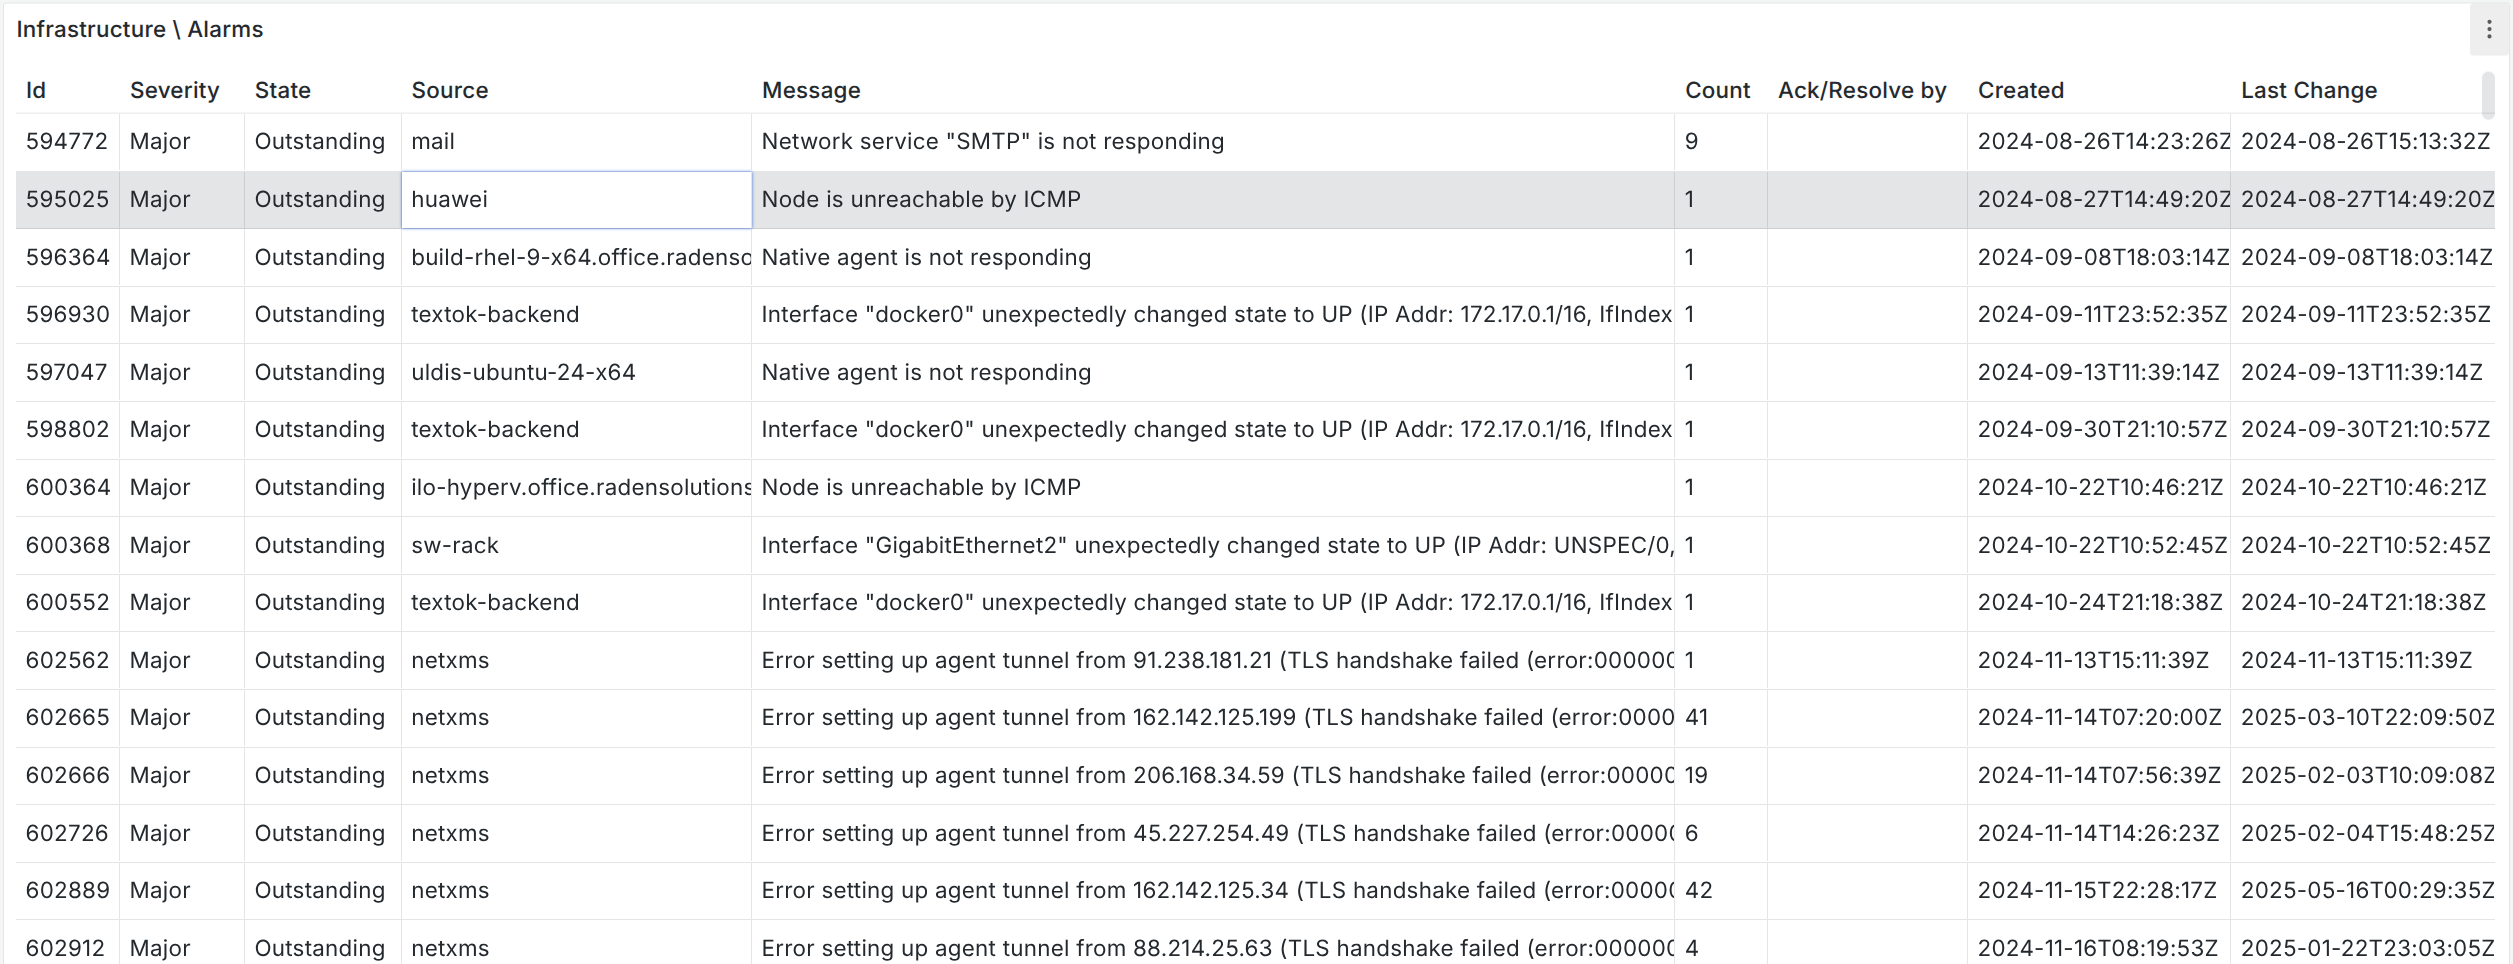 Infrastructure \ Alarms
Id Severity State Source Message Count Ack/Resolve by Created Last Change
594772 Major Outstanding mail Network service "SMTP" is not responding 9 2024-08-26T14:23:26Z 2024-08-26T15:13:32Z
595025 Major Outstanding huawei Node is unreachable by ICMP 1 2024-08-27T14:49:20Z 2024-08-27T14:49:20Z
596364 Major Outstanding build-rhel-9-x64.office.radenso Native agent is not responding 1 2024-09-08T18:03:14Z 2024-09-08T18:03:14Z
596930 Major Outstanding textok-backend Interface "docker0" unexpectedly changed state to UP (IP Addr: 172.17.0.1/16, IfIndex 1 2024-09-11T23:52:35Z 2024-09-11T23:52:35Z
597047 Major Outstanding uldis-ubuntu-24-x64 Native agent is not responding 1 2024-09-13T11:39:14Z 2024-09-13T11:39:14Z
598802 Major Outstanding textok-backend Interface "docker0" unexpectedly changed state to UP (IP Addr: 172.17.0.1/16, IfIndex 1 2024-09-30T21:10:57Z 2024-09-30T21:10:57Z
600364 Major Outstanding ilo-hyperv.office.radensolutions Node is unreachable by ICMP 1 2024-10-22T10:46:21Z 2024-10-22T10:46:21Z
600368 Major Outstanding sw-rack Interface "GigabitEthernet2" unexpectedly changed state to UP (IP Addr: UNSPEC/0, 1 2024-10-22T10:52:45Z 2024-10-22T10:52:45Z
600552 Major Outstanding textok-backend Interface "docker0" unexpectedly changed state to UP (IP Addr: 172.17.0.1/16, IfIndex 1 2024-10-24T21:18:38Z 2024-10-24T21:18:38Z
602562 Major Outstanding netxms Error setting up agent tunnel from 91.238.181.21 (TLS handshake failed (error:000000 1 2024-11-13T15:11:39Z 2024-11-13T15:11:39Z
602665 Major Outstanding netxms Error setting up agent tunnel from 162.142.125.199 (TLS handshake failed (error:0000 41 2024-11-14T07:20:00Z 2025-03-10T22:09:50Z
602666 Major Outstanding netxms Error setting up agent tunnel from 206.168.34.59 (TLS handshake failed (error:00000 19 2024-11-14T07:56:39Z 2025-02-03T10:09:08Z
602726 Major Outstanding netxms Error setting up agent tunnel from 45.227.254.49 (TLS handshake failed (error:00000 6 2024-11-14T14:26:23Z 2025-02-04T15:48:25Z
602889 Major Outstanding netxms Error setting up agent tunnel from 162.142.125.34 (TLS handshake failed (error:00000 42 2024-11-15T22:28:17Z 2025-05-16T00:29:35Z
602912 Major Outstanding netxms Error setting up agent tunnel from 88.214.25.63 (TLS handshake failed (error:000000 4 2024-11-16T08:19:53Z 2025-01-22T23:03:05Z